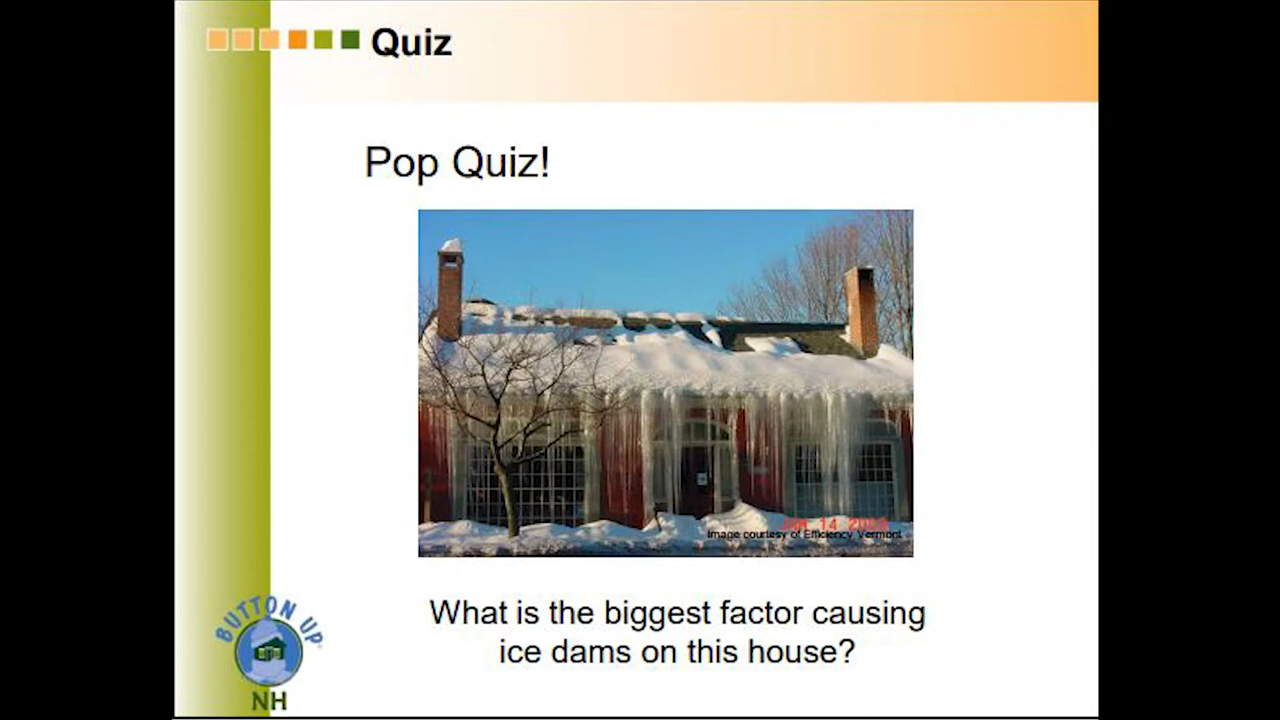 Quiz
Pop Quiz!
JAN 14
Image courtesy of Efficiency Vermont
What is the biggest factor causing
ice dams on this house?
BUTTON UP
NH